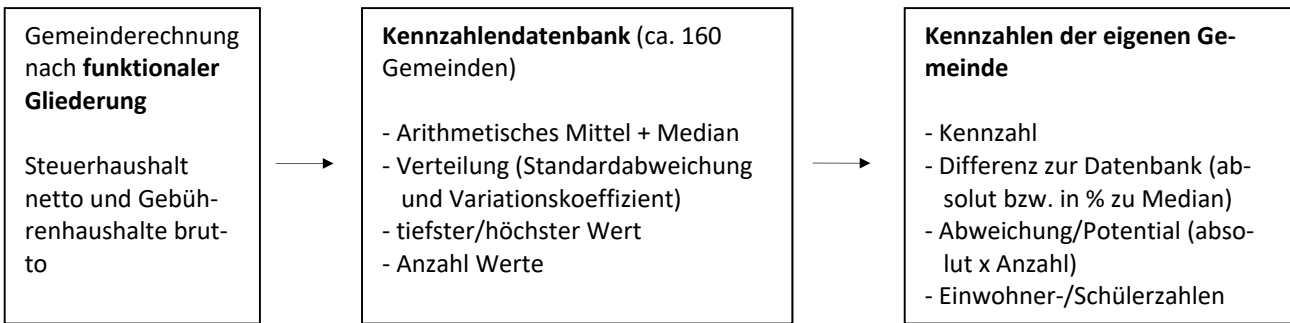 Gemeinderechnung
nach funktionaler
Gliederung
Steuerhaushalt
netto und Gebüh-
renhaushalte brut-
to
Kennzahlendatenbank (ca. 160
Gemeinden)
- Arithmetisches Mittel + Median
- Verteilung (Standardabweichung
und Variationskoeffizient)
- tiefster/höchster Wert
- Anzahl Werte
Kennzahlen der eigenen Ge-
meinde
- Kennzahl
- Differenz zur Datenbank (ab-
solut bzw. in % zu Median)
- Abweichung/Potential (abso-
lut x Anzahl)
- Einwohner-/Schülerzahlen